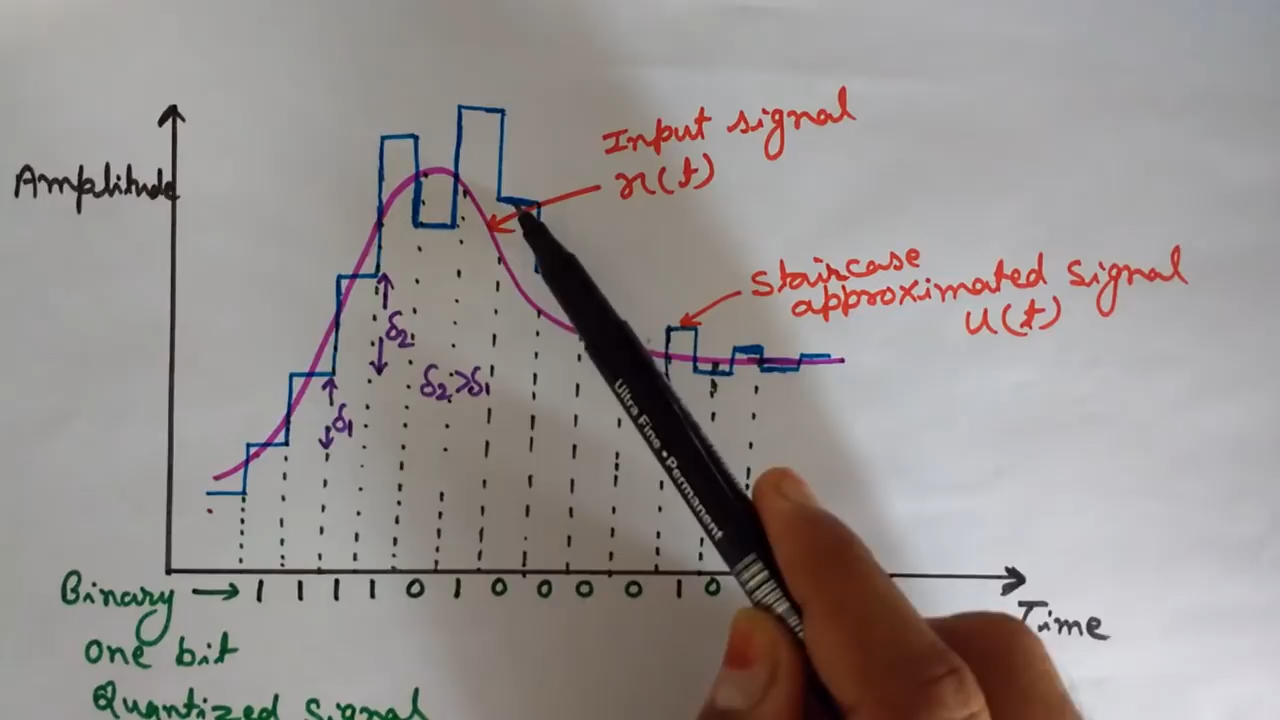 Input signal
x(t)
Amplitude
Staircase
approximated signal
u(t)
δ2
δ2>δ1
δ1
Ultra Fine • Permanent
Binary → 1 1 1 1 0 1 0 0 0 0 1 0
Time
one bit
Quantized signal